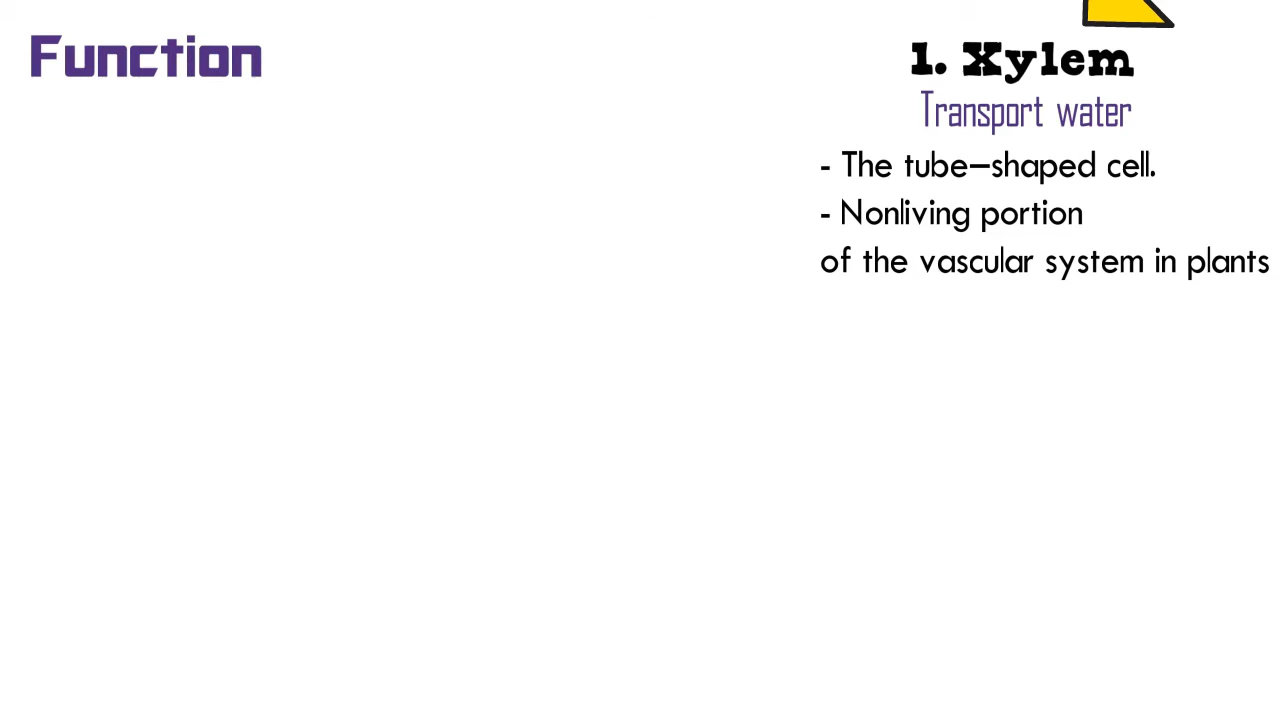 Function
1. Xylem
Transport water
- The tube–shaped cell.
- Nonliving portion
of the vascular system in plants